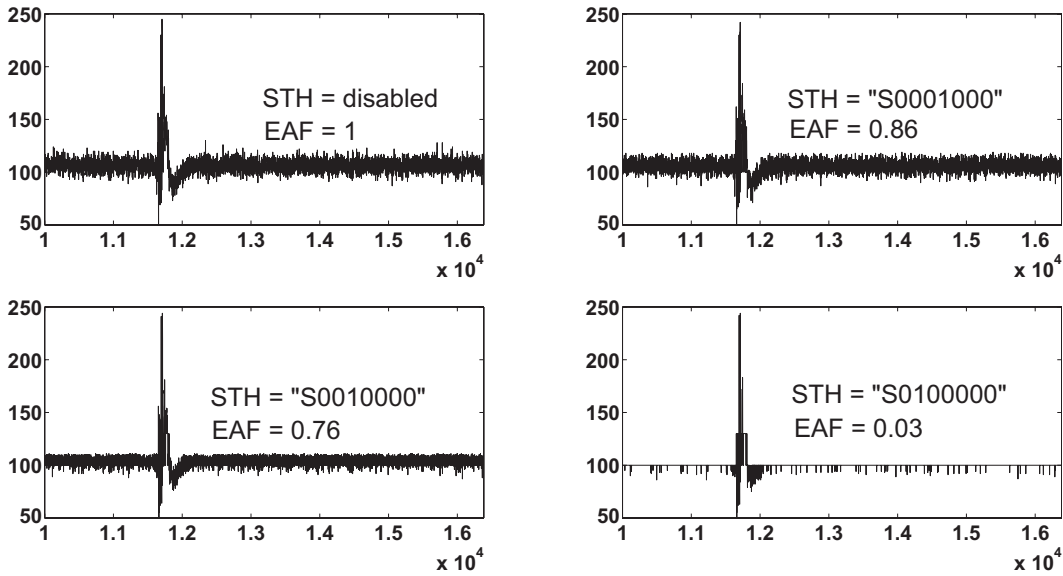 250
200
150
100
50
STH = disabled
EAF = 1
1 1.1 1.2 1.3 1.4 1.5 1.6
x 10^4
250
200
150
100
50
STH = "S0001000"
EAF = 0.86
1 1.1 1.2 1.3 1.4 1.5 1.6
x 10^4
250
200
150
100
50
STH = "S0010000"
EAF = 0.76
1 1.1 1.2 1.3 1.4 1.5 1.6
x 10^4
250
200
150
100
50
STH = "S0100000"
EAF = 0.03
1 1.1 1.2 1.3 1.4 1.5 1.6
x 10^4